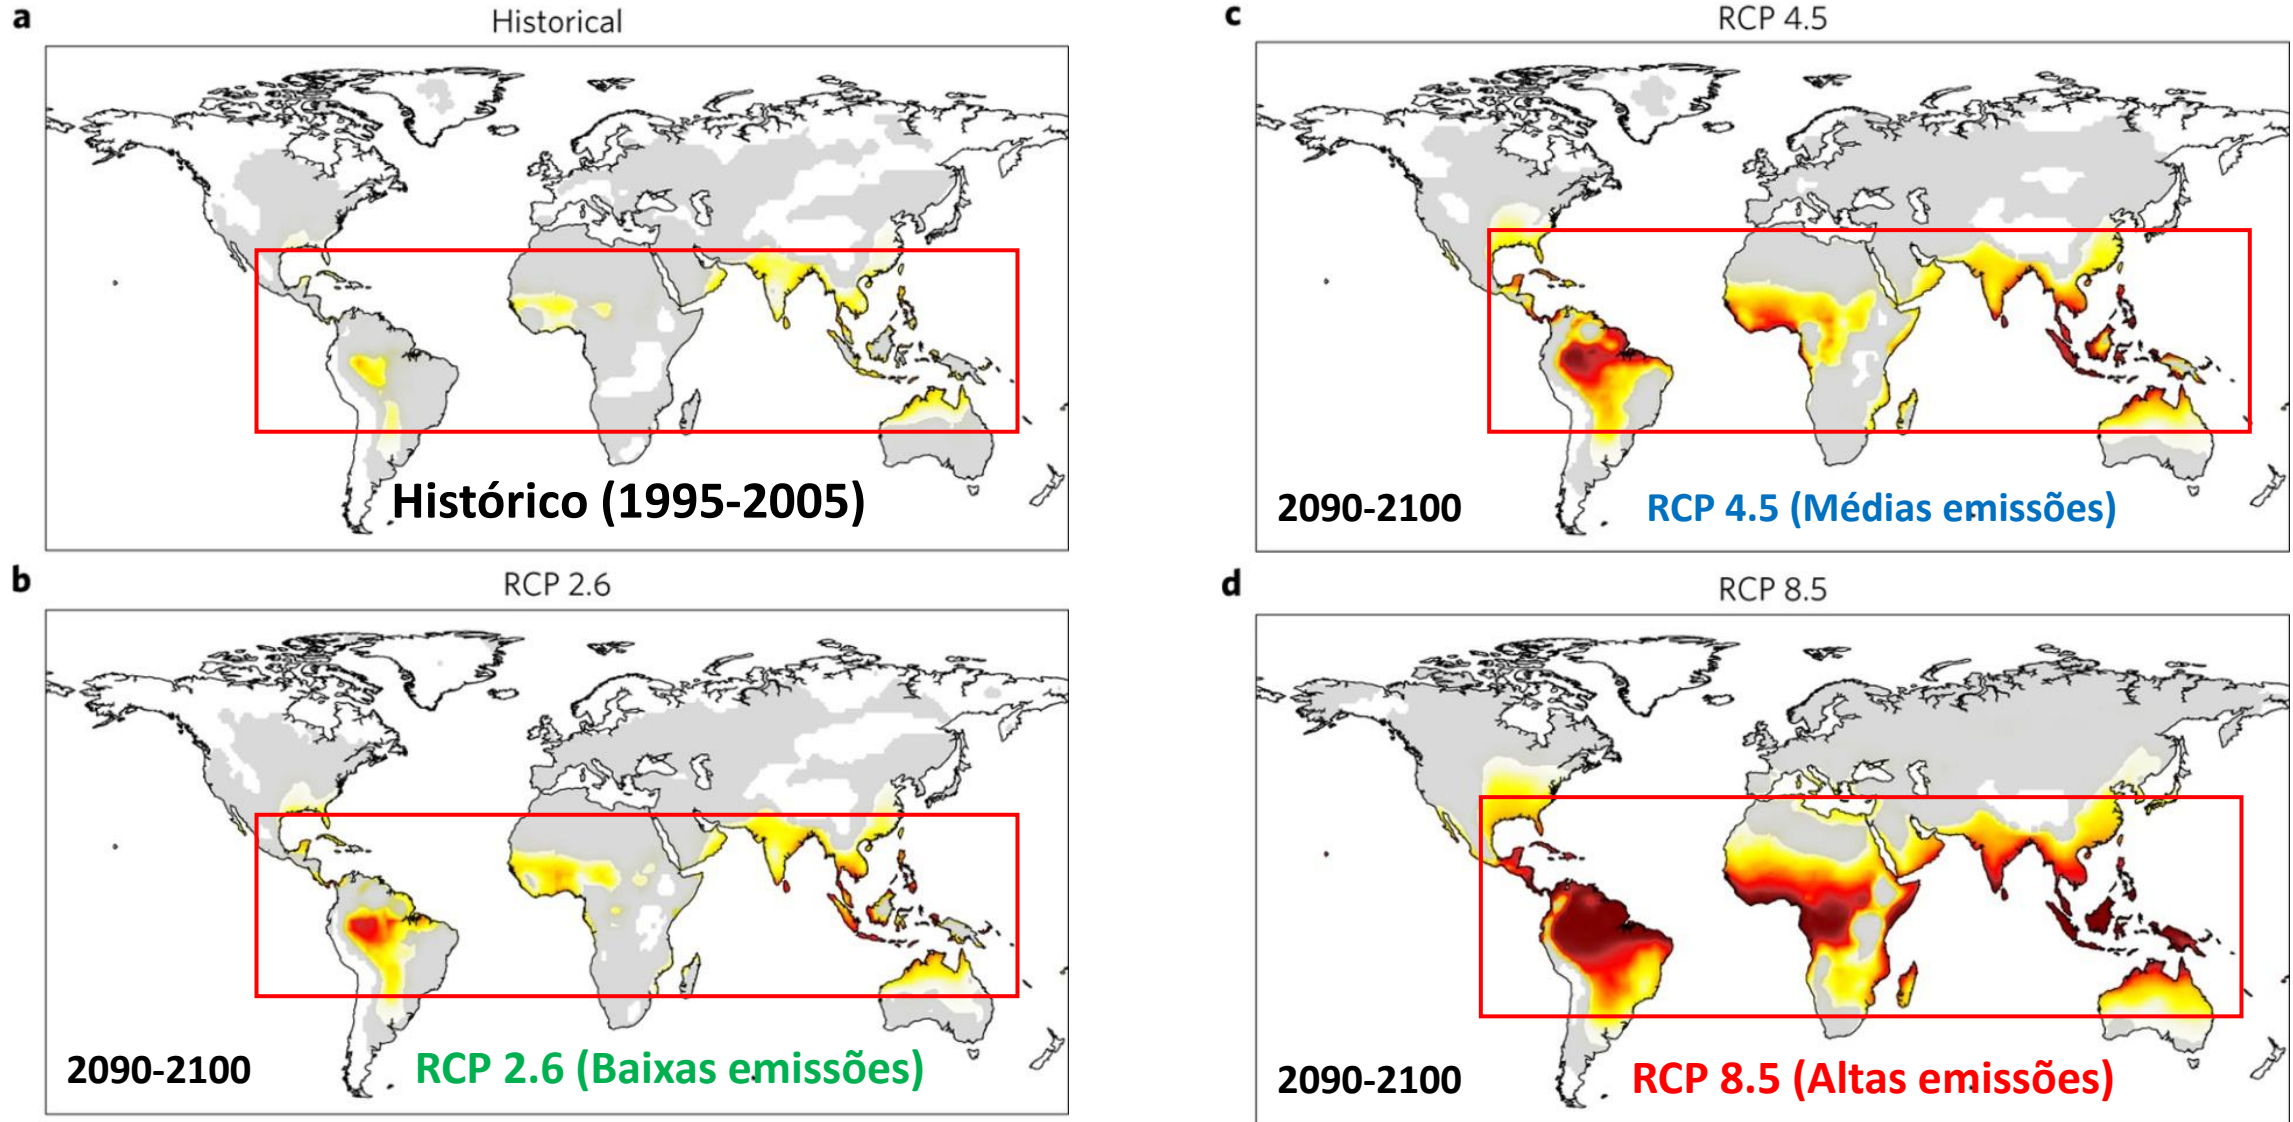 a
Historical
Histórico (1995-2005)
b
RCP 2.6
2090-2100
RCP 2.6 (Baixas emissões)
c
RCP 4.5
2090-2100
RCP 4.5 (Médias emissões)
d
RCP 8.5
2090-2100
RCP 8.5 (Altas emissões)